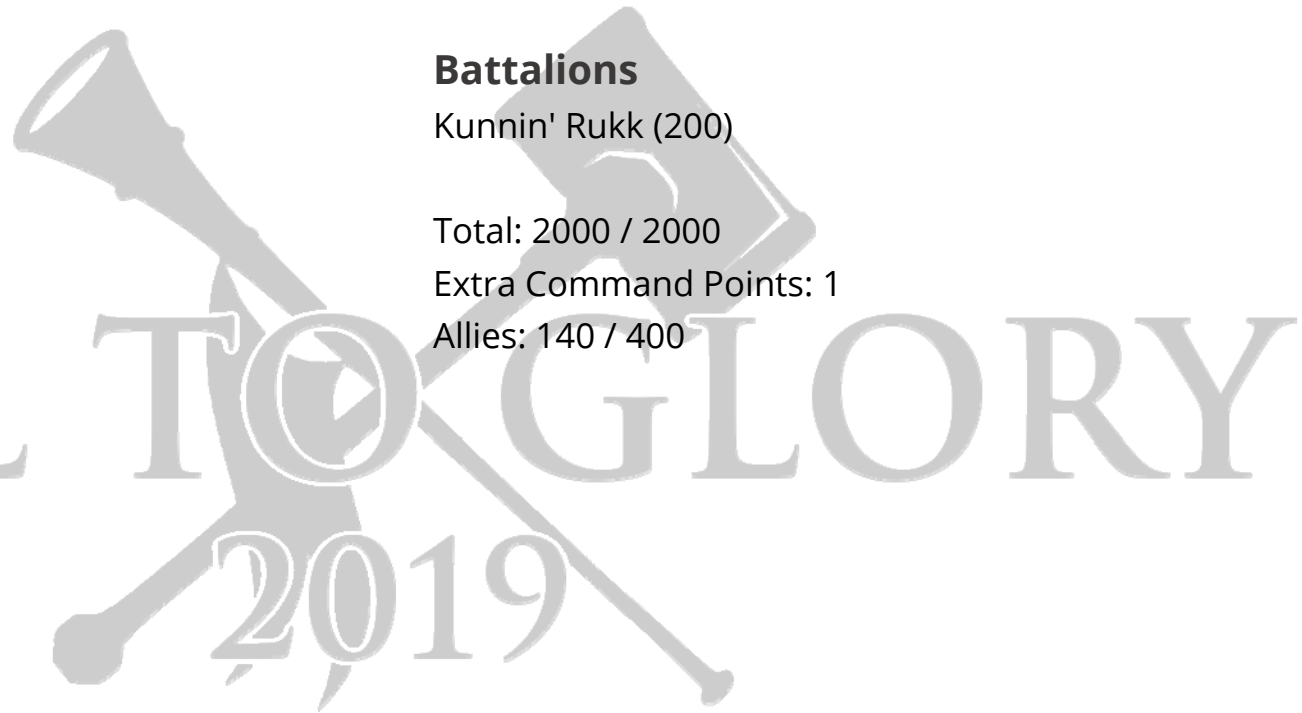 Battalions
Kunnin' Rukk (200)
Total: 2000 / 2000
Extra Command Points: 1
Allies: 140 / 400
TO GLORY
2019